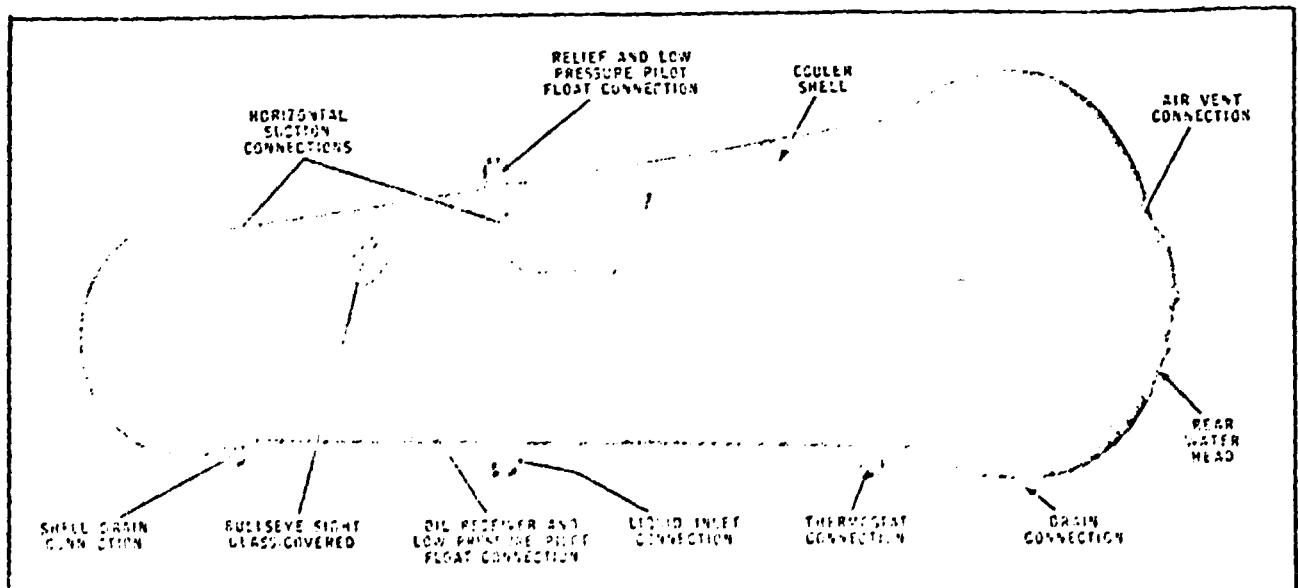 RELIEF AND LOW
PRESSURE PILOT
FLOAT CONNECTION
COOLER
SHELL
AIR VENT
CONNECTION
HORIZONTAL
SUCTION
CONNECTIONS
REAR
WATER
HEAD
SHELL DRAIN
CONNECTION
BULLSEYE SIGHT
GLASS-COVERED
OIL RECEIVER AND
LOW PRESSURE PILOT
FLOAT CONNECTION
LIQUID INLET
CONNECTION
THERMOSTAT
CONNECTION
DRAIN
CONNECTION